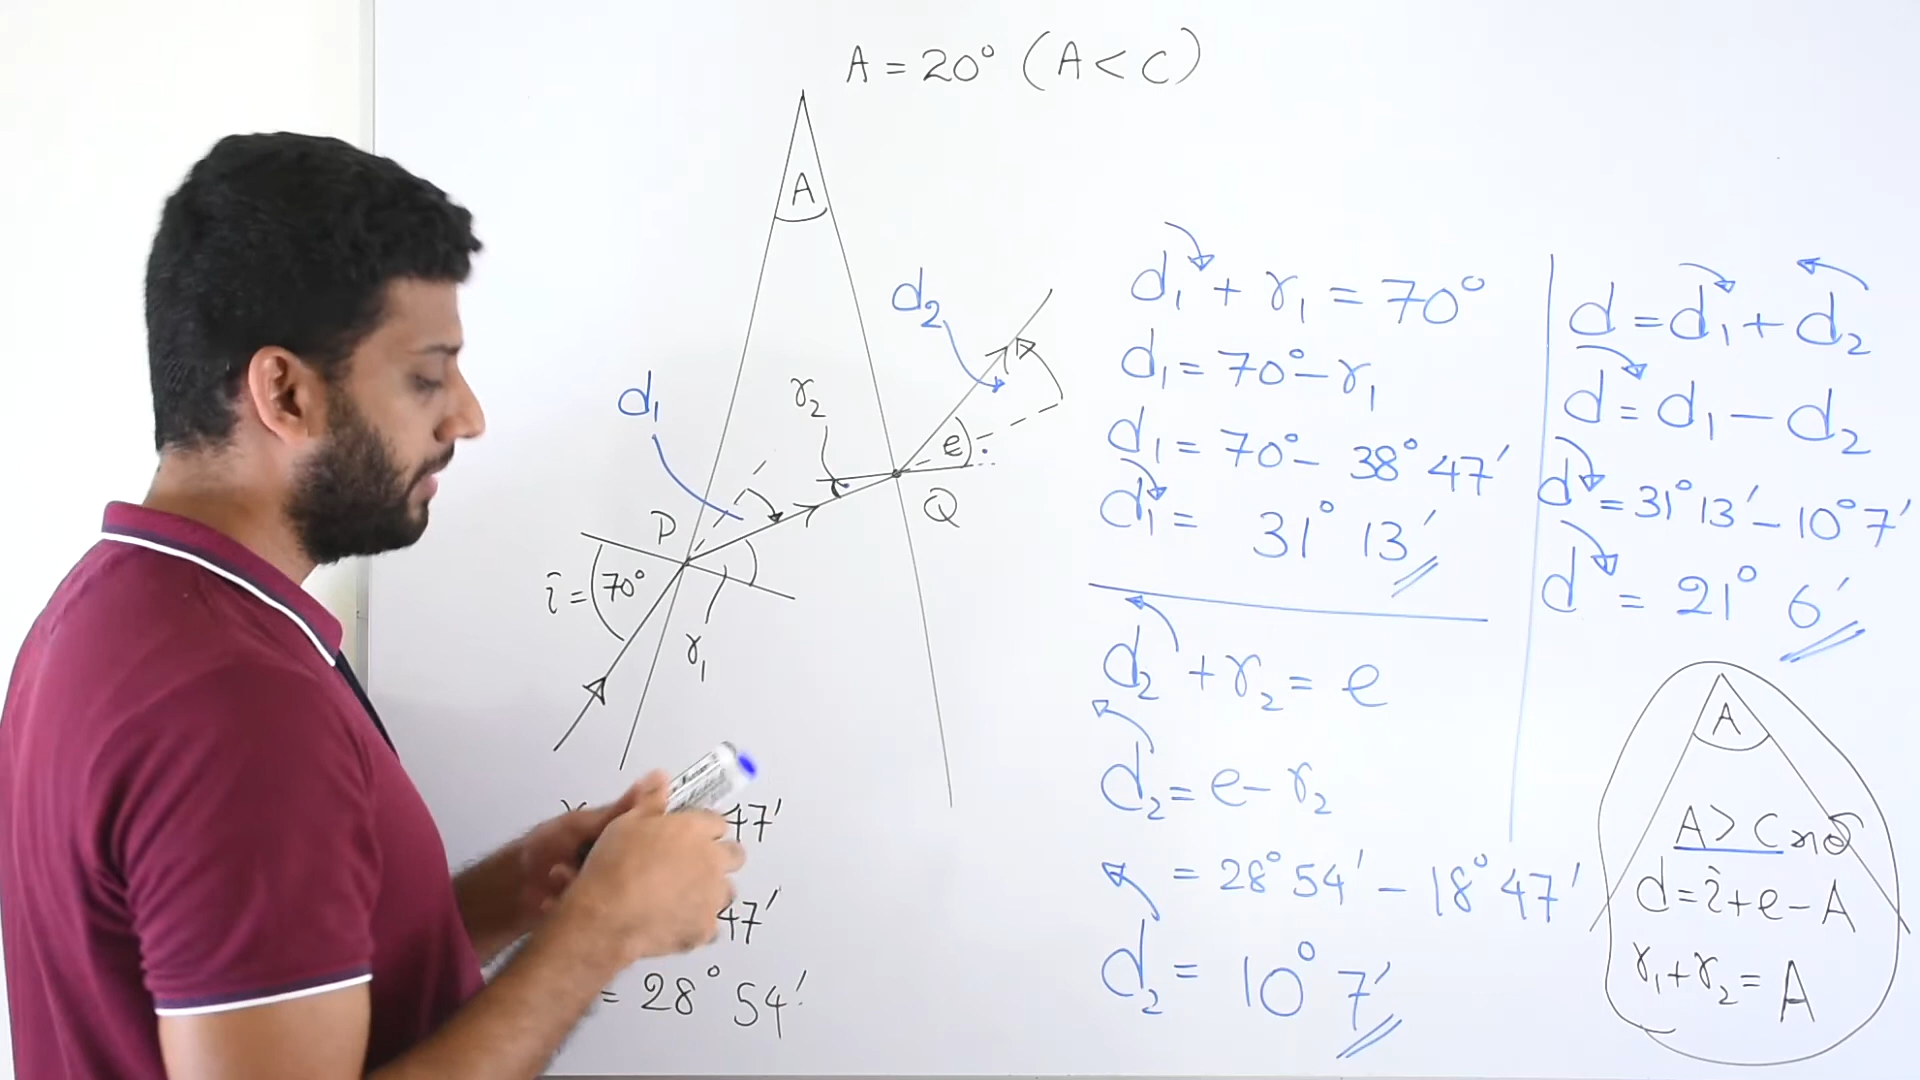 A = 20° (A < C)
A
d₂
r₂
d₁
e
P
Q
i = 70°
r₁
47′
47′
= 28° 54′
d₁ + r₁ = 70°
d₁ = 70° - r₁
d₁ = 70° - 38° 47′
d₁ = 31° 13′
d₂ + r₂ = e
d₂ = e - r₂
= 28° 54′ - 18° 47′
d₂ = 10° 7′
d = d₁ + d₂
d = d₁ - d₂
d = 31° 13′ - 10° 7′
d = 21° 6′
A
A > C
d = i + e - A
r₁ + r₂ = A